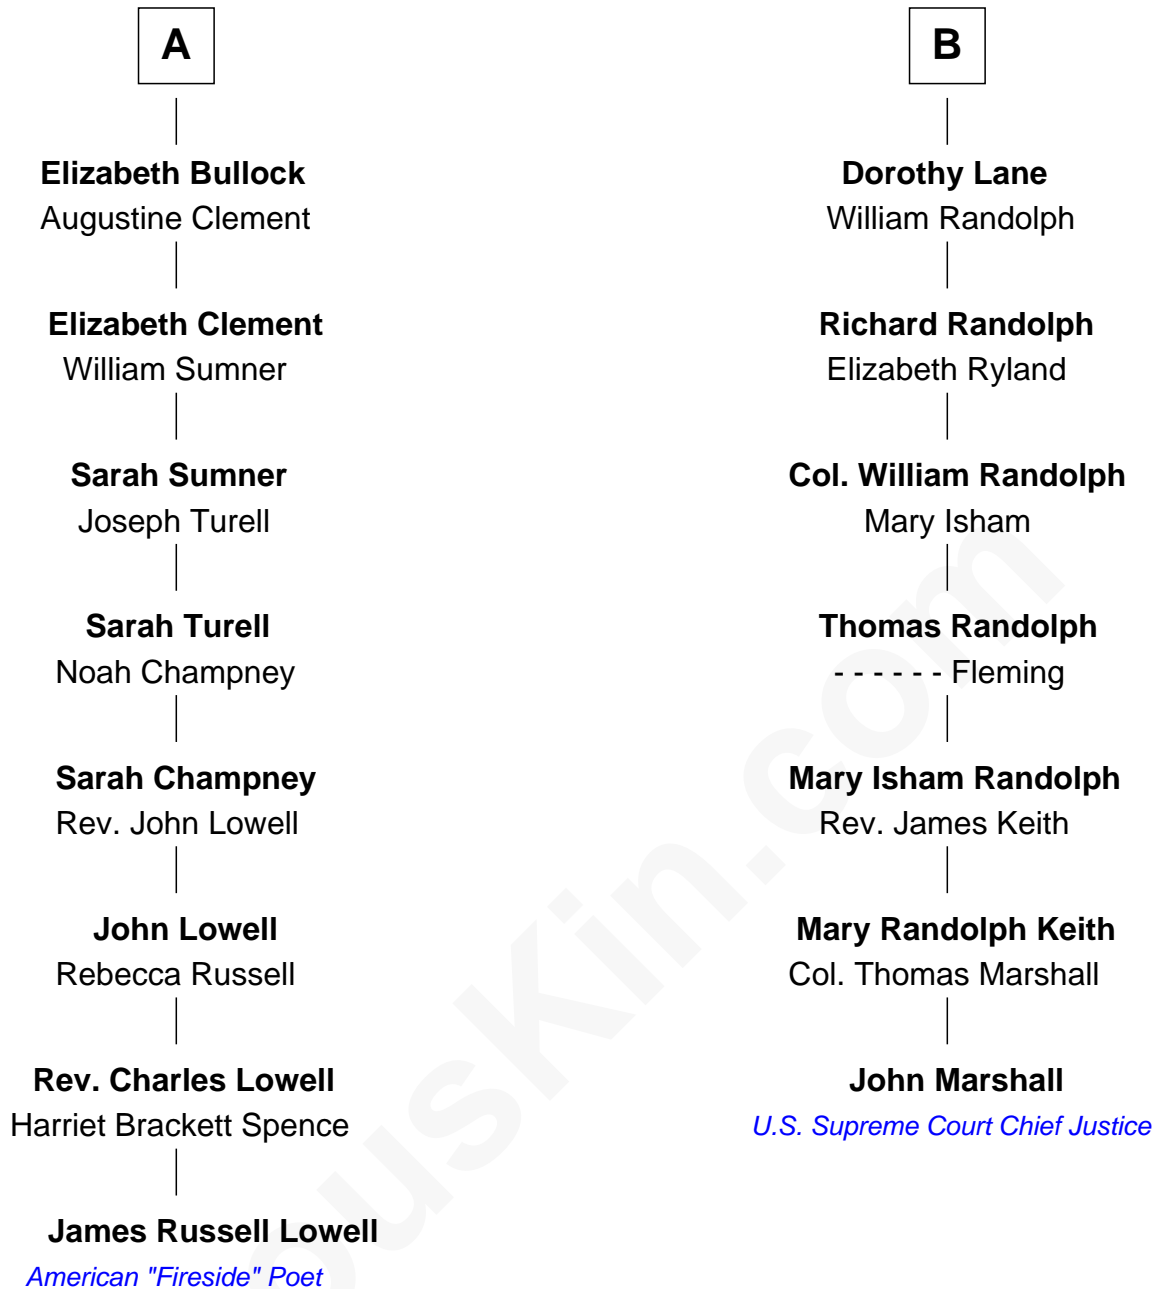 A
Elizabeth Bullock
Augustine Clement
Elizabeth Clement
William Sumner
Sarah Sumner
Joseph Turell
Sarah Turell
Noah Champney
Sarah Champney
Rev. John Lowell
John Lowell
Rebecca Russell
Rev. Charles Lowell
Harriet Brackett Spence
James Russell Lowell
American "Fireside" Poet
B
Dorothy Lane
William Randolph
Richard Randolph
Elizabeth Ryland
Col. William Randolph
Mary Isham
Thomas Randolph
- - - - - - Fleming
Mary Isham Randolph
Rev. James Keith
Mary Randolph Keith
Col. Thomas Marshall
John Marshall
U.S. Supreme Court Chief Justice
ousKin.com